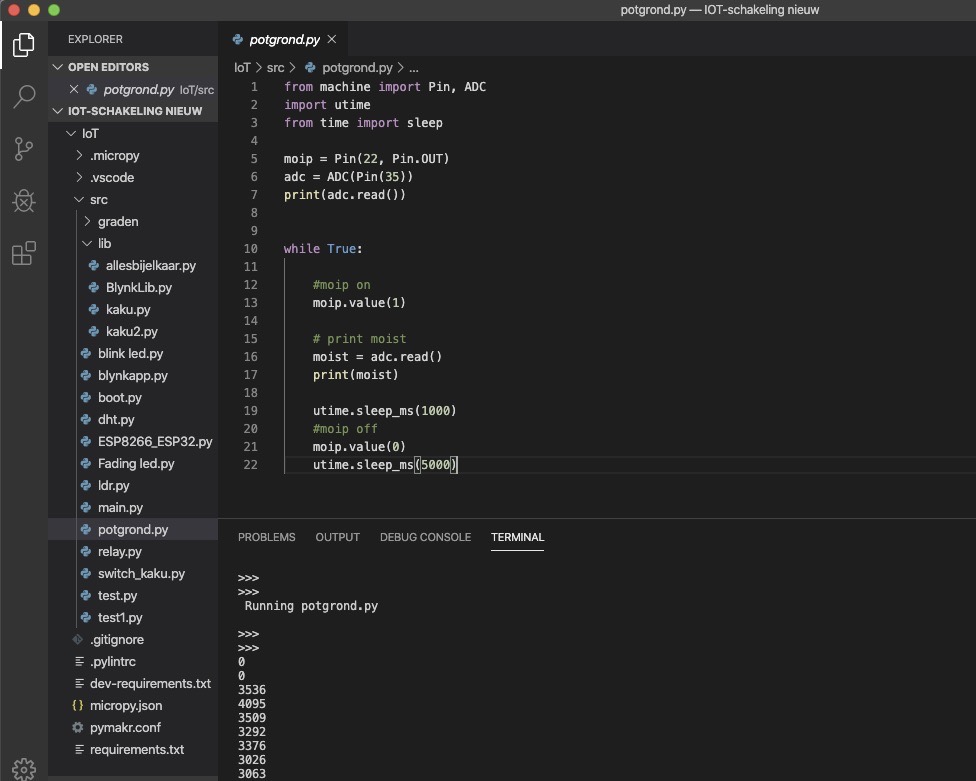 potgrond.py — IOT-schakeling nieuw
EXPLORER
OPEN EDITORS
potgrond.py IoT/src
IOT-SCHAKELING NIEUW
IoT
.micropy
.vscode
src
graden
lib
allesbijelkaar.py
BlynkLib.py
kaku.py
kaku2.py
blink led.py
blynkapp.py
boot.py
dht.py
ESP8266_ESP32.py
Fading led.py
ldr.py
main.py
potgrond.py
relay.py
switch_kaku.py
test.py
test1.py
.gitignore
.pylintrc
dev-requirements.txt
micropy.json
pymakr.conf
requirements.txt
potgrond.py
IoT > src > potgrond.py > ...
1 from machine import Pin, ADC
2 import utime
3 from time import sleep
4
5 moip = Pin(22, Pin.OUT)
6 adc = ADC(Pin(35))
7 print(adc.read())
8
9
10 while True:
11
12 #moip on
13 moip.value(1)
14
15 # print moist
16 moist = adc.read()
17 print(moist)
18
19 utime.sleep_ms(1000)
20 #moip off
21 moip.value(0)
22 utime.sleep_ms(5000)
PROBLEMS OUTPUT DEBUG CONSOLE TERMINAL
>>>
>>>
Running potgrond.py
>>>
>>>
0
0
3536
4095
3509
3292
3376
3026
3063